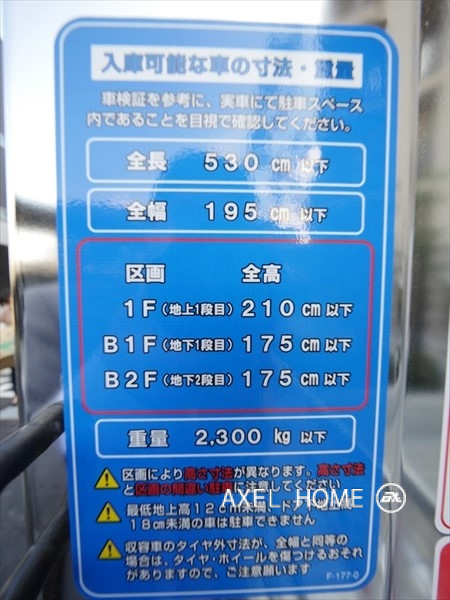 入庫可能な車の寸法・重量
車検証を参考に、実車にて駐車スペース
内であることを目視で確認してください。
全長 530 cm 以下
全幅 195 cm 以下
区画 全高
1F(地上1段目) 210 cm 以下
B1F(地下1段目) 175 cm 以下
B2F(地下2段目) 175 cm 以下
重量 2,300 kg 以下
区画により高さ寸法が異なります。高さ寸法
と区画の間違い駐車に注意してください
AXEL HOME
最低地上高12cm未満、ドア
18cm未満の車は駐車できません
収容車のタイヤ外寸法が、全幅と同等の
場合は、タイヤ・ホイールを傷つけるおそれ
がありますので、ご注意願います
P-177-0